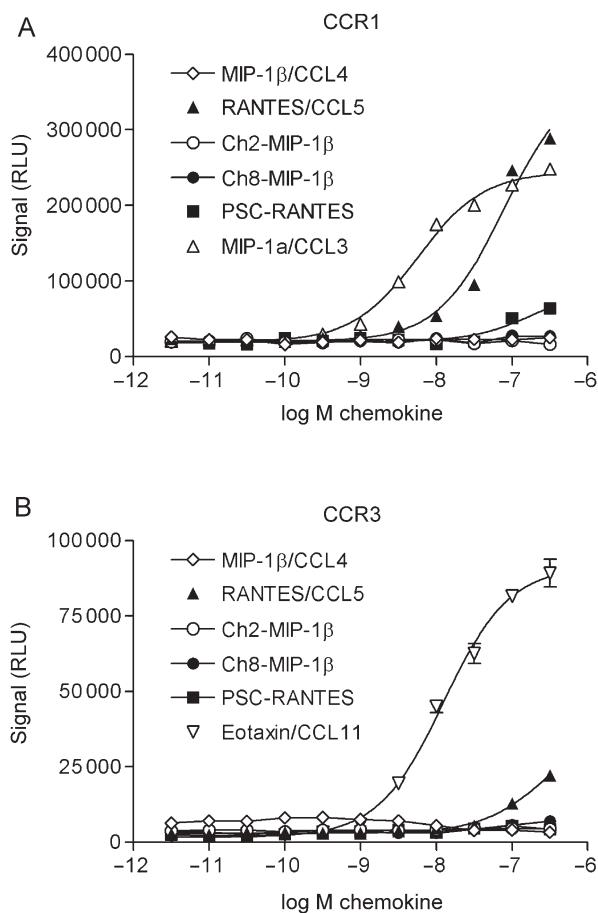 A
CCR1
400 000
300 000
200 000
100 000
0
Signal (RLU)
MIP-1β/CCL4
RANTES/CCL5
Ch2-MIP-1β
Ch8-MIP-1β
PSC-RANTES
MIP-1a/CCL3
−12 −11 −10 −9 −8 −7 −6
log M chemokine
B
CCR3
100 000
75 000
50 000
25 000
0
Signal (RLU)
MIP-1β/CCL4
RANTES/CCL5
Ch2-MIP-1β
Ch8-MIP-1β
PSC-RANTES
Eotaxin/CCL11
−12 −11 −10 −9 −8 −7 −6
log M chemokine